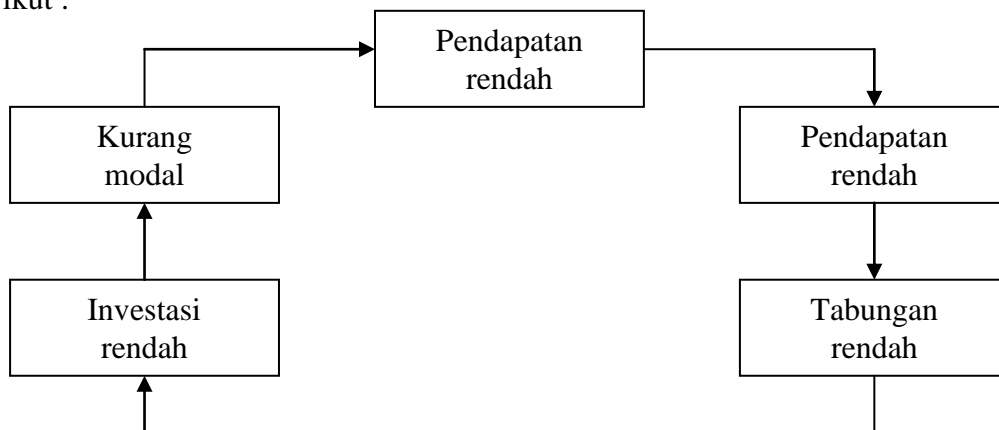 ikut :
Pendapatan
rendah
Kurang
modal
Pendapatan
rendah
Investasi
rendah
Tabungan
rendah